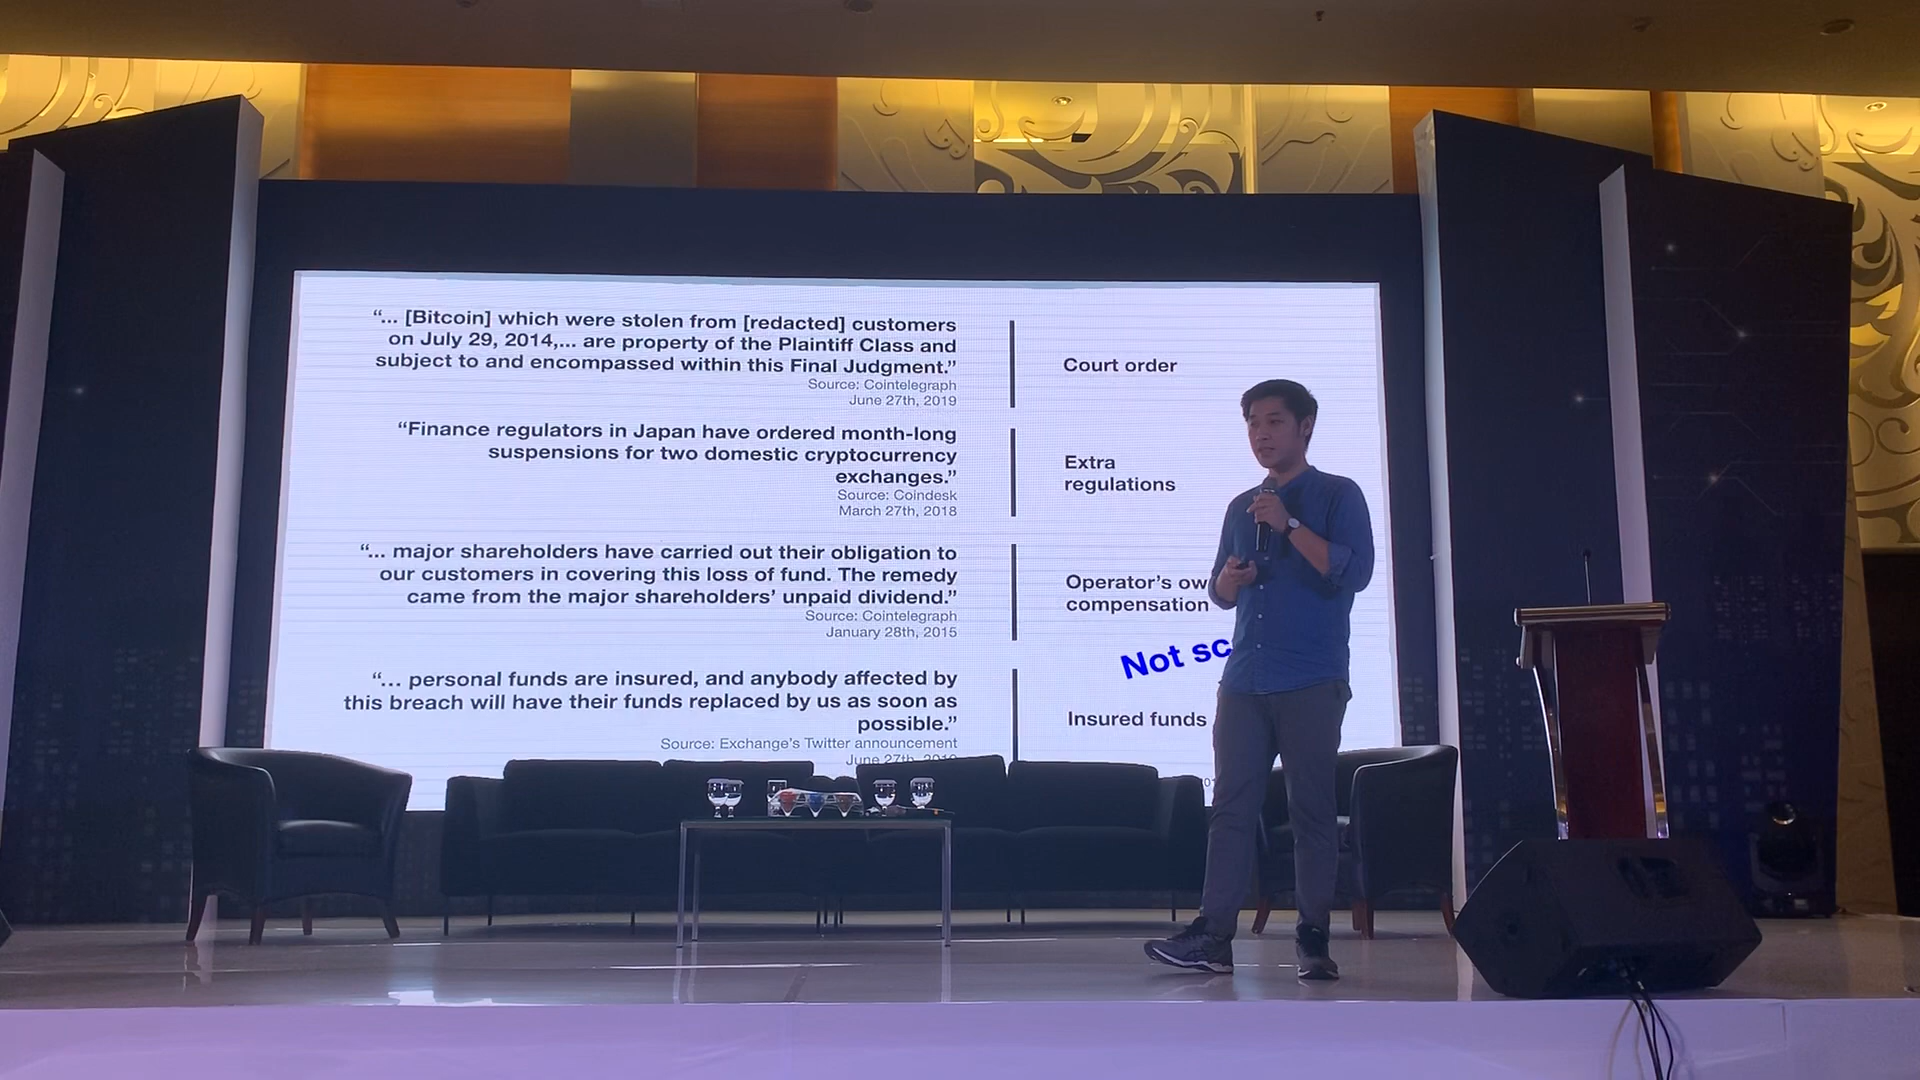 “... [Bitcoin] which were stolen from [redacted] customers
on July 29, 2014,... are property of the Plaintiff Class and
subject to and encompassed within this Final Judgment.”
Source: Cointelegraph
June 27th, 2019
Court order
“Finance regulators in Japan have ordered month-long
suspensions for two domestic cryptocurrency
exchanges.”
Source: Coindesk
March 27th, 2018
Extra
regulations
“... major shareholders have carried out their obligation to
our customers in covering this loss of fund. The remedy
came from the major shareholders’ unpaid dividend.”
Source: Cointelegraph
January 28th, 2015
Operator’s ow
compensation
Not sc
“... personal funds are insured, and anybody affected by
this breach will have their funds replaced by us as soon as
possible.”
Source: Exchange’s Twitter announcement
June 27th,
Insured funds